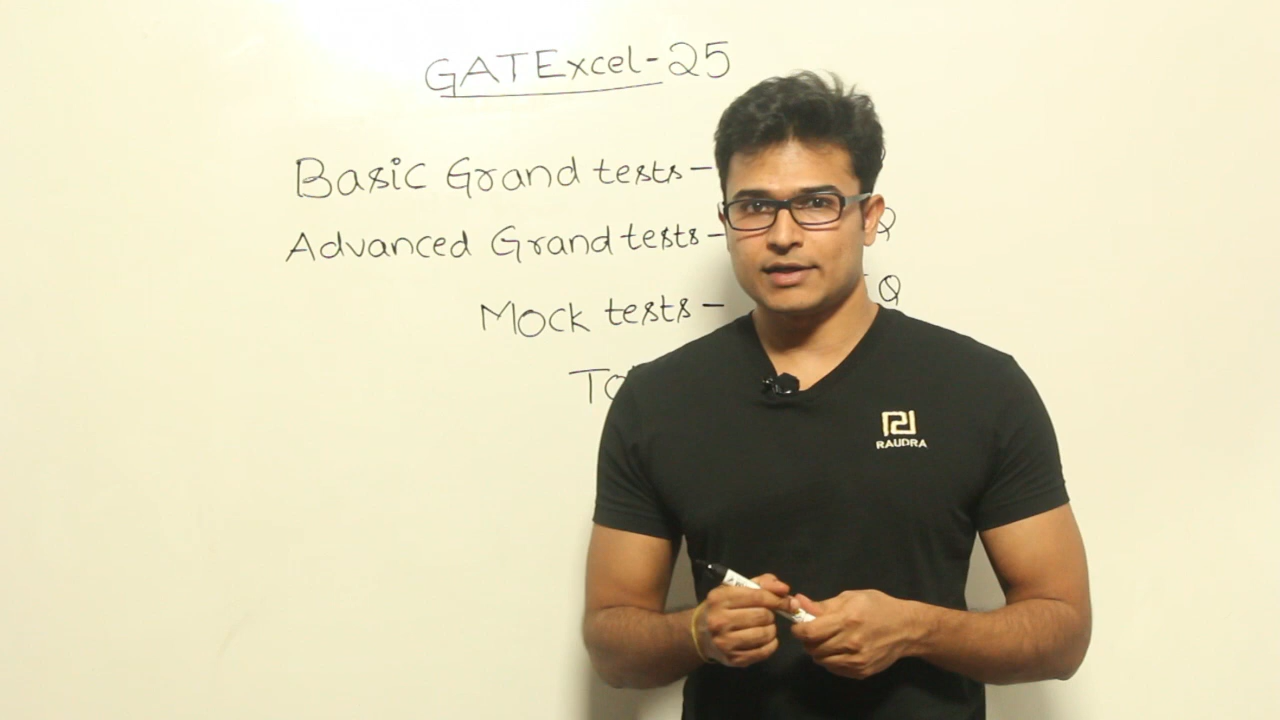 GATExcel-25
Basic Grand tests -
Advanced Grand tests - Q
Mock tests - Q
RAUDRA